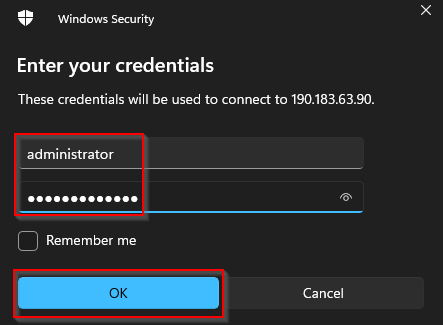 Windows Security
Enter your credentials
These credentials will be used to connect to 190.183.63.90.
administrator
●●●●●●●●●●●●●
Remember me
OK
Cancel